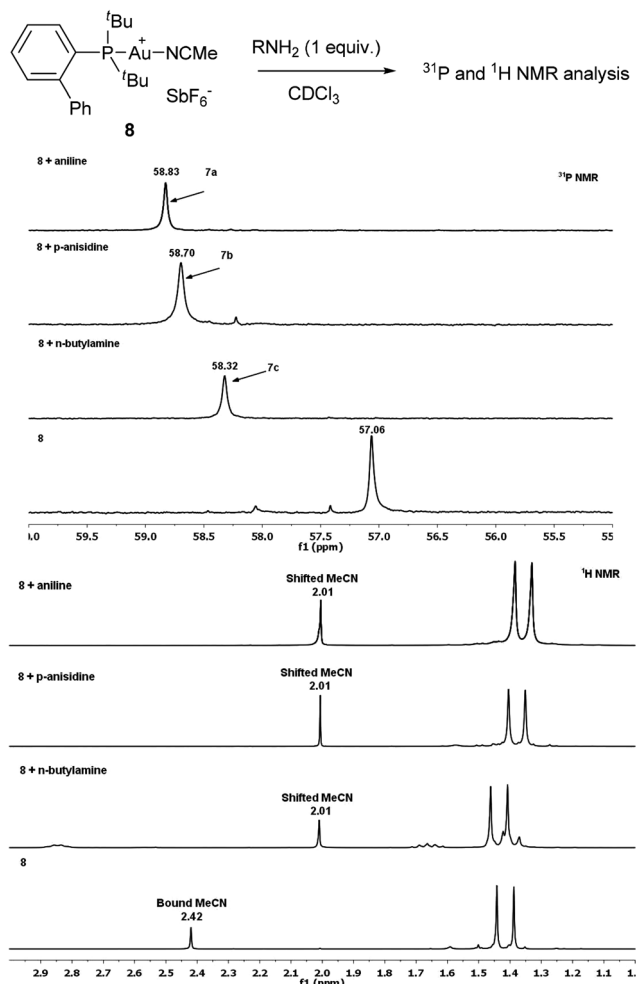 tBu
P—Au—NCMe
+
tBu
Ph
SbF6-
8
RNH2 (1 equiv.)
CDCl3
31P and 1H NMR analysis
8 + aniline
58.83
7a
31P NMR
8 + p-anisidine
58.70
7b
8 + n-butylamine
58.32
7c
8
57.06
.0 59.5 59.0 58.5 58.0 57.5 57.0 56.5 56.0 55.5 55
f1 (ppm)
1H NMR
8 + aniline
Shifted MeCN
2.01
8 + p-anisidine
Shifted MeCN
2.01
8 + n-butylamine
Shifted MeCN
2.01
8
Bound MeCN
2.42
2.9 2.8 2.7 2.6 2.5 2.4 2.3 2.2 2.1 2.0 1.9 1.8 1.7 1.6 1.5 1.4 1.3 1.2 1.1 1.
f1 (ppm)